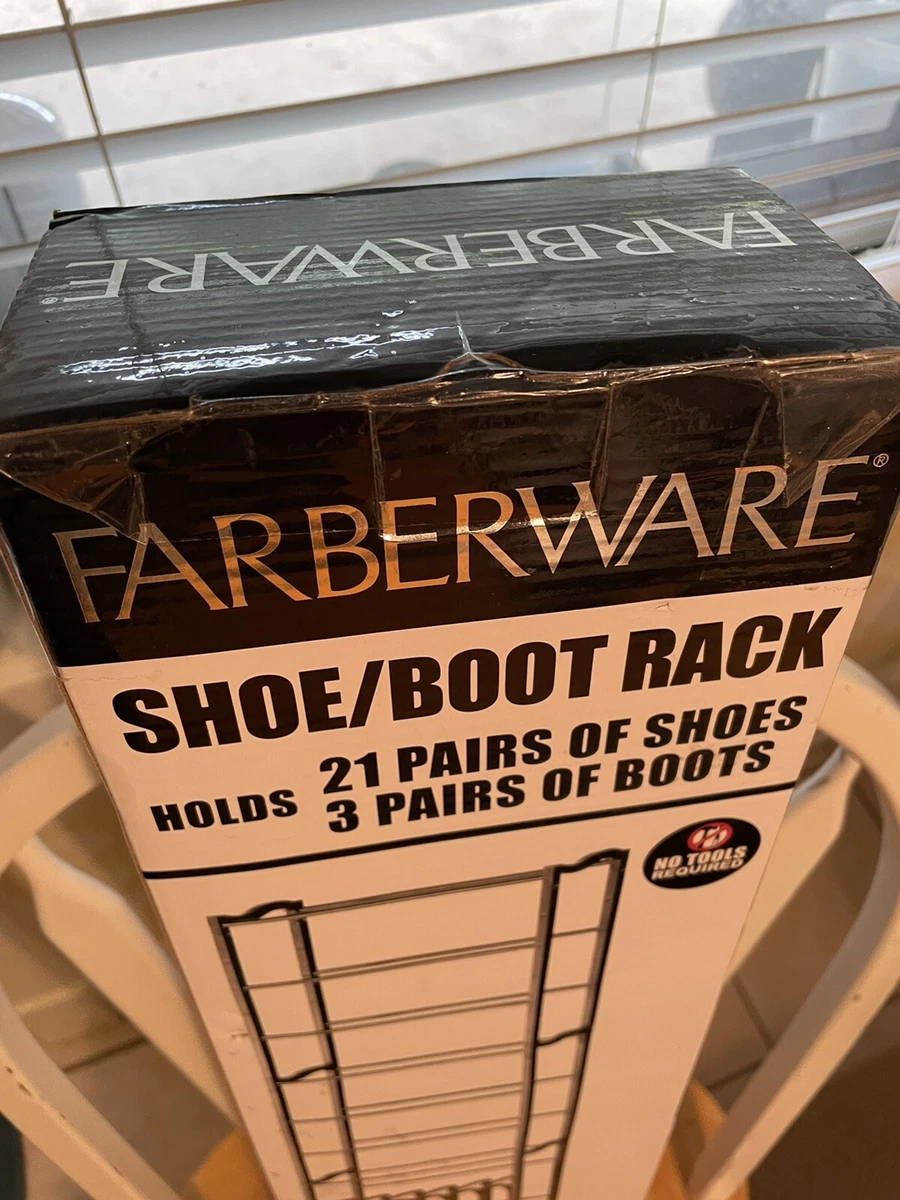 FARBERWARE®
FARBERWARE®
SHOE/BOOT RACK
HOLDS 21 PAIRS OF SHOES
3 PAIRS OF BOOTS
NO TOOLS
REQUIRED